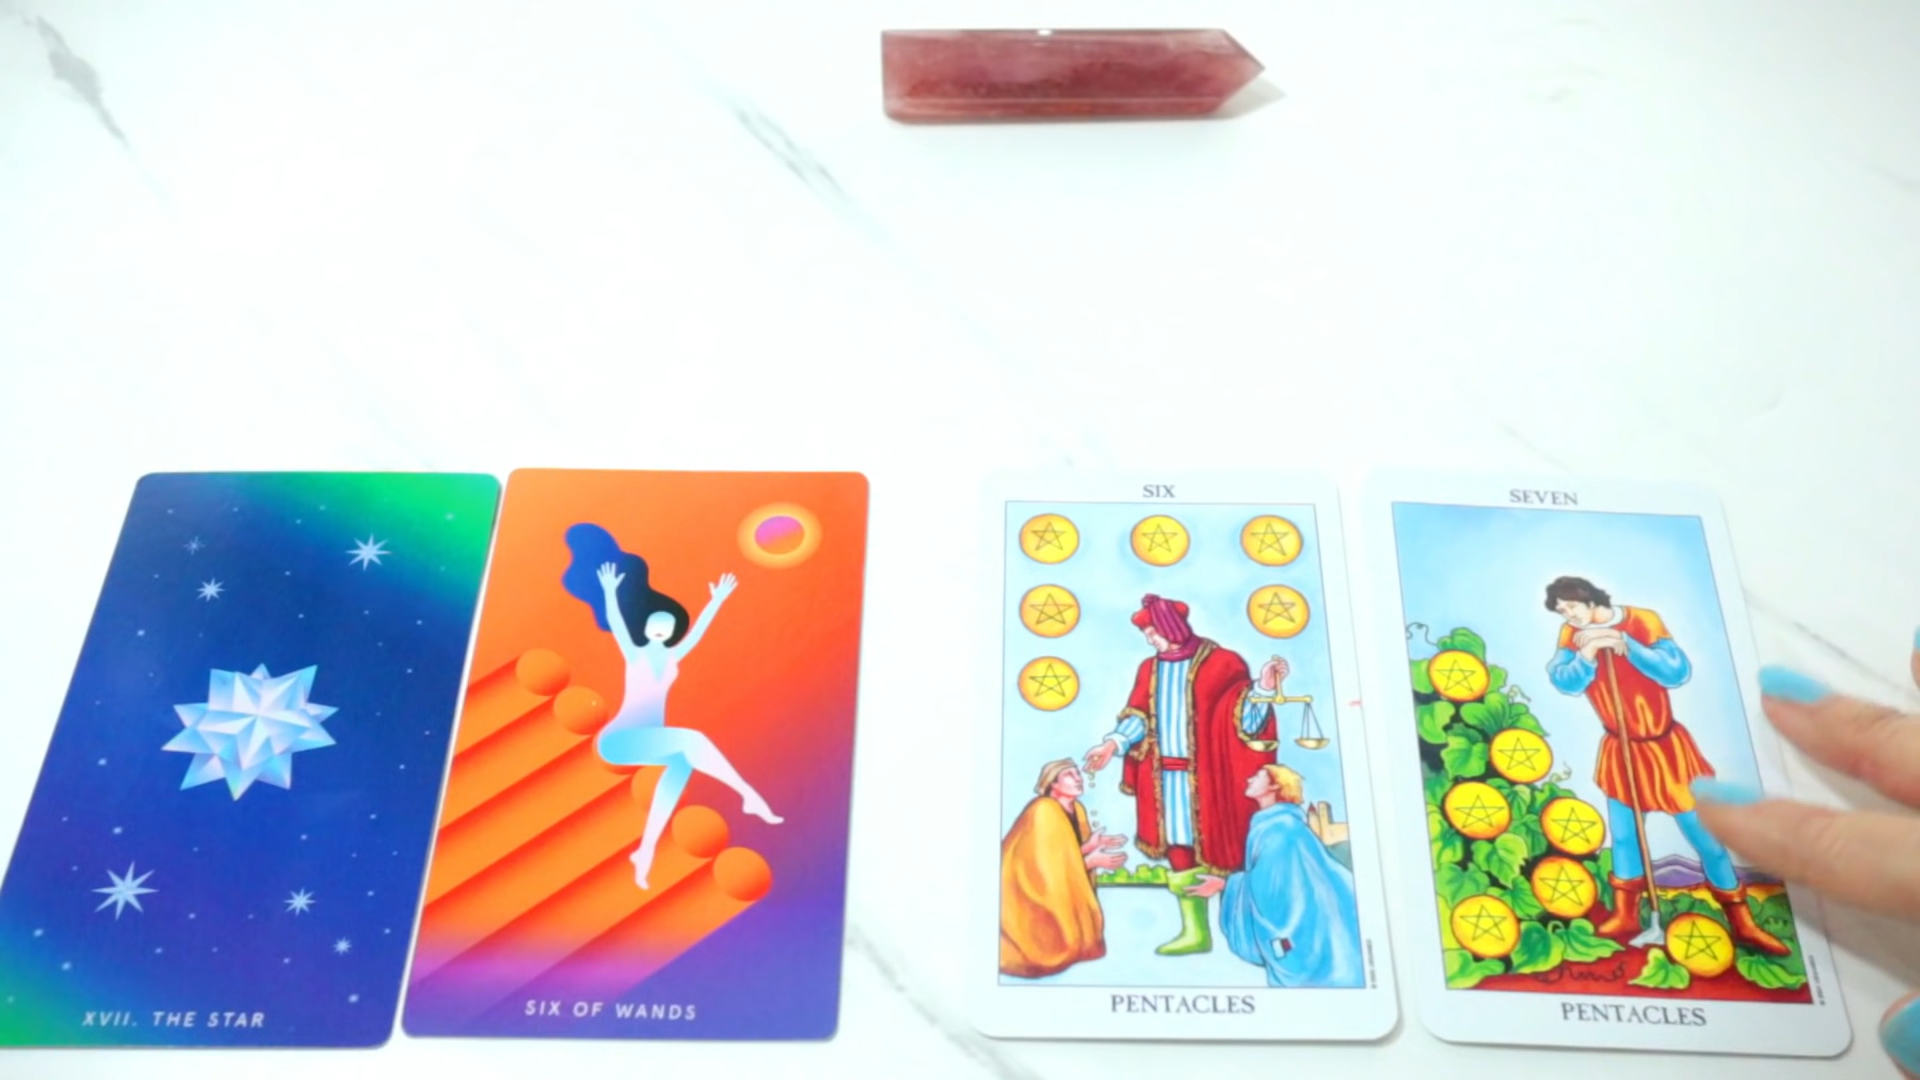 XVII. THE STAR
SIX OF WANDS
SIX
PENTACLES
SEVEN
PENTACLES